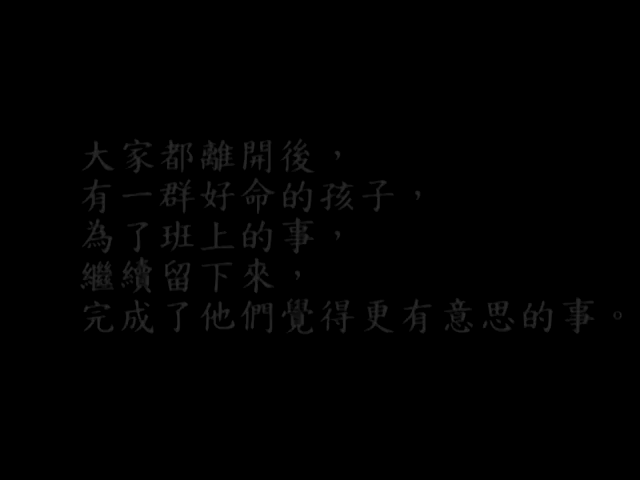 大家都離開後，
有一群好命的孩子，
為了班上的事，
繼續留下來，
完成了他們覺得更有意思的事。